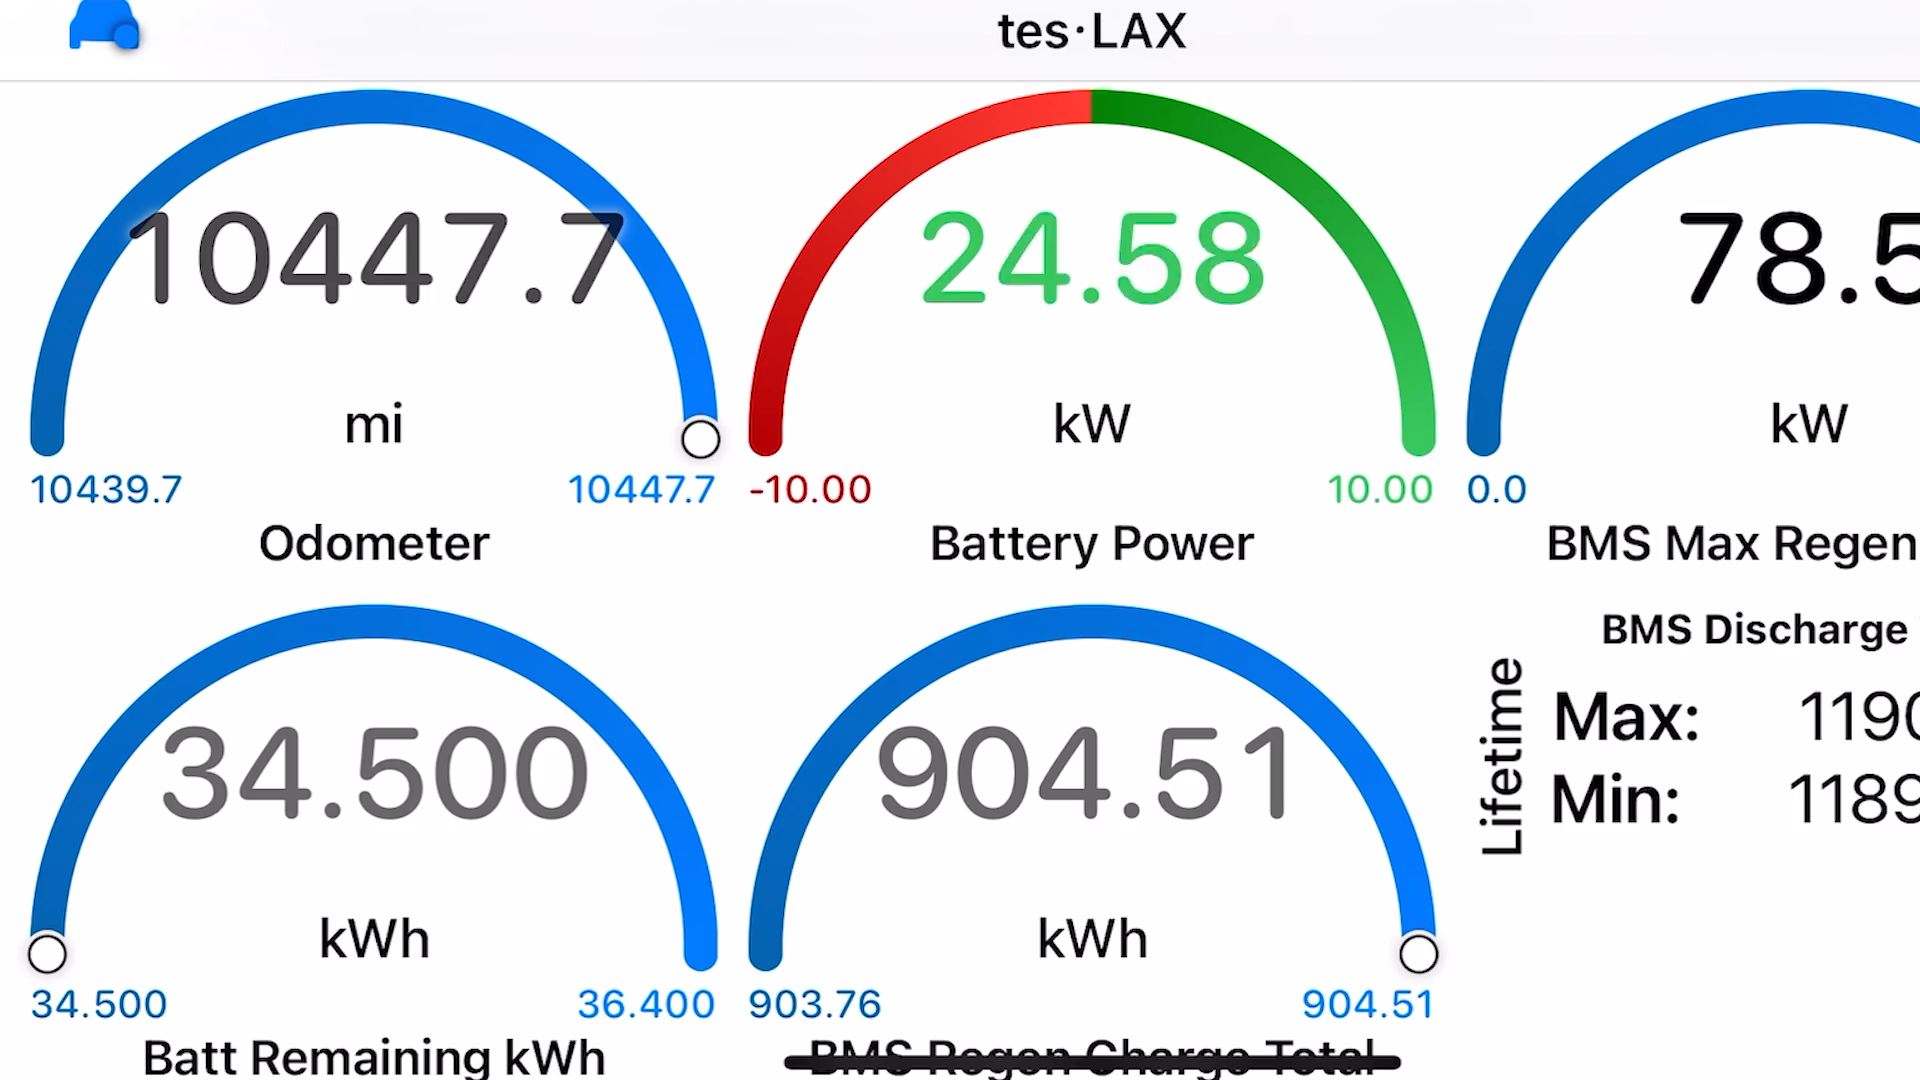 tes·LAX
10447.7
mi
10439.7 10447.7
Odometer
24.58
kW
-10.00 10.00
Battery Power
78.5
kW
0.0
BMS Max Regen
34.500
kWh
34.500 36.400
Batt Remaining kWh
904.51
kWh
903.76 904.51
BMS Regen Charge Total
BMS Discharge
Lifetime
Max: 1190
Min: 1189